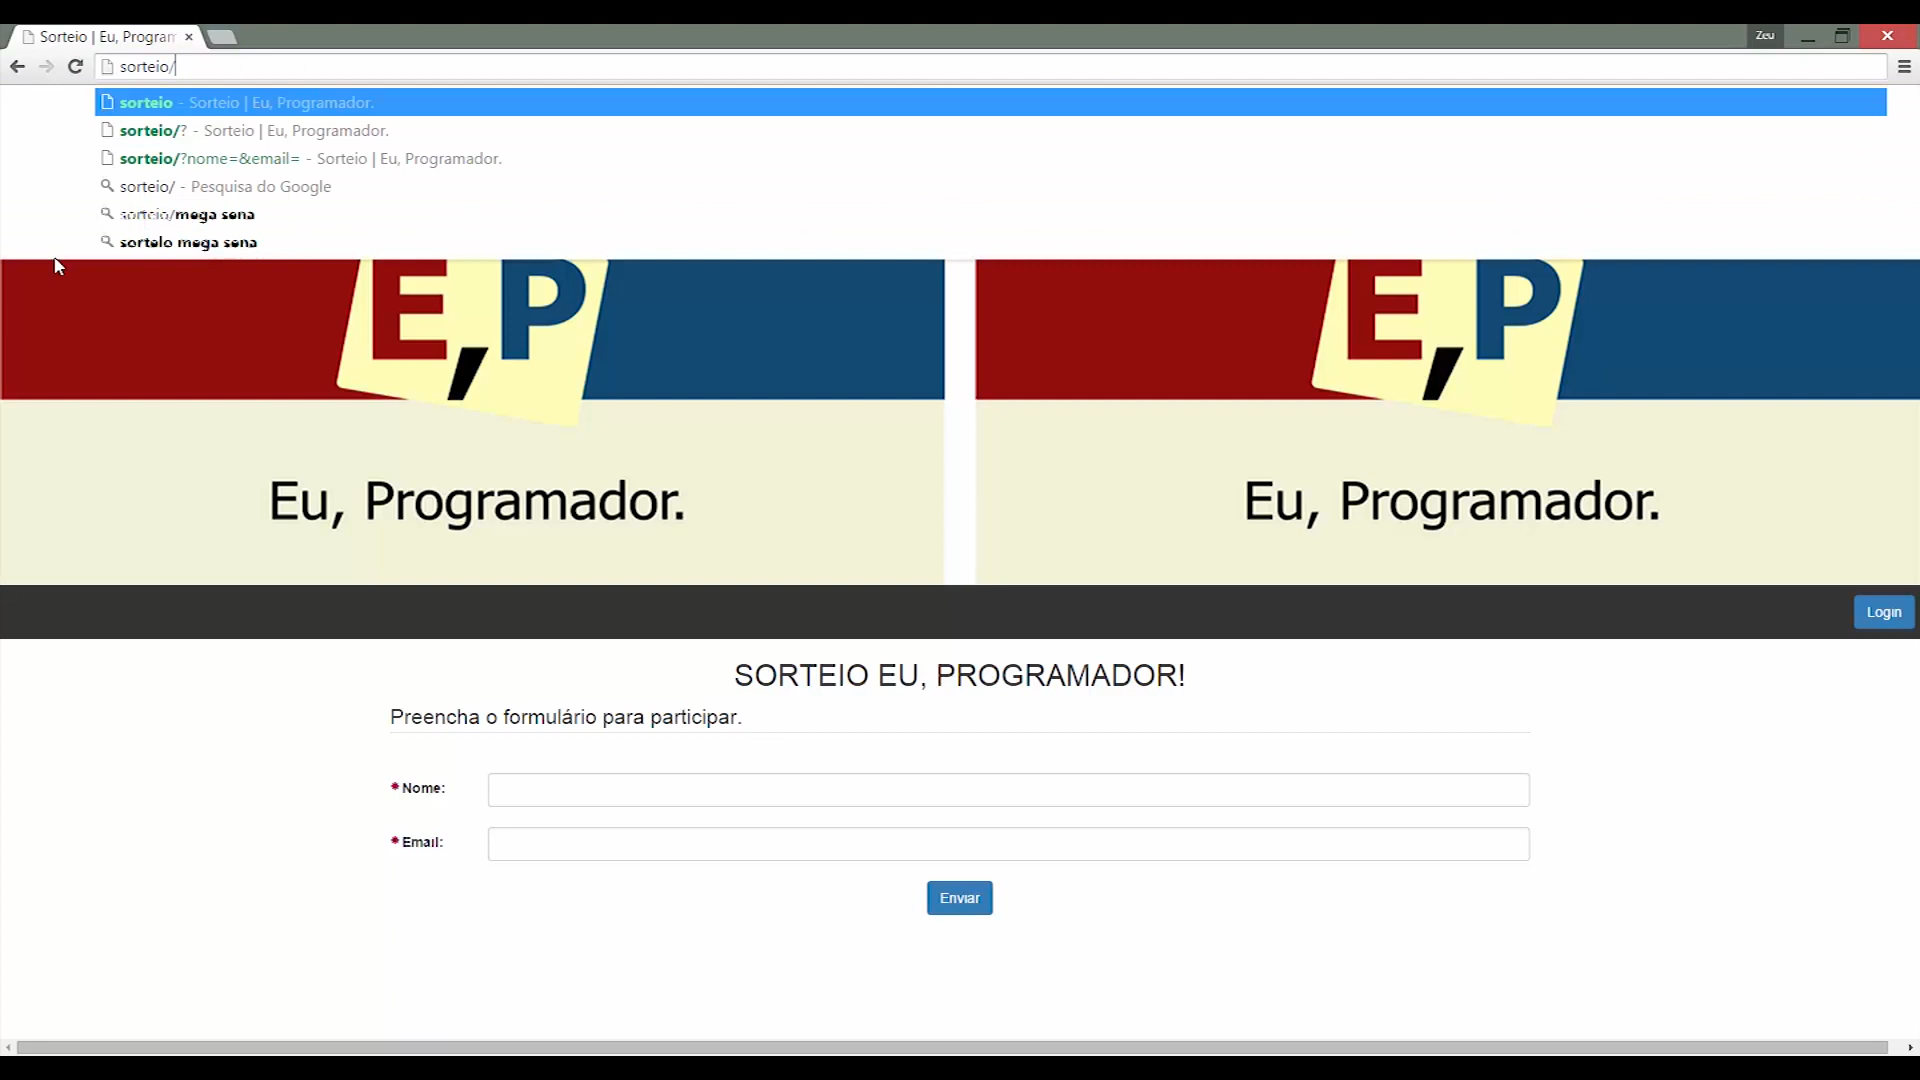 Sorteio | Eu, Program
Zeu
sorteio/
sorteio - Sorteio | Eu, Programador.
sorteio/? - Sorteio | Eu, Programador.
sorteio/?nome=&email= - Sorteio | Eu, Programador.
sorteio/ - Pesquisa do Google
sorteio/mega sena
sorteio mega sena
E,P
E,P
Eu, Programador.
Eu, Programador.
Login
SORTEIO EU, PROGRAMADOR!
Preencha o formulário para participar.
* Nome:
* Email:
Enviar